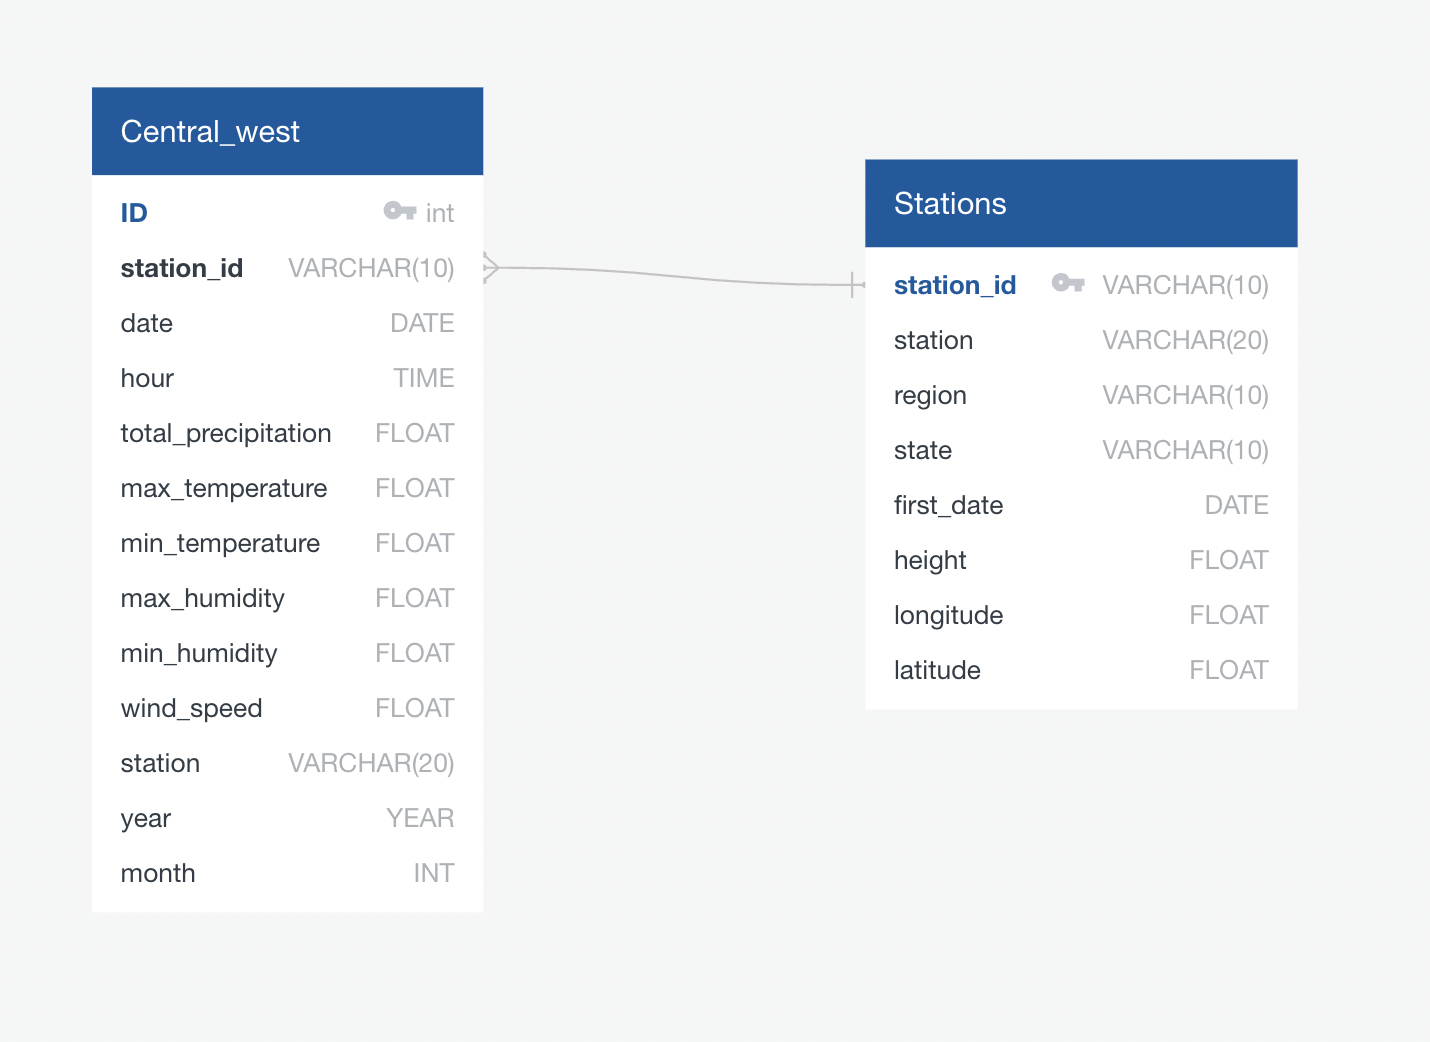 Central_west
ID int
station_id VARCHAR(10)
date DATE
hour TIME
total_precipitation FLOAT
max_temperature FLOAT
min_temperature FLOAT
max_humidity FLOAT
min_humidity FLOAT
wind_speed FLOAT
station VARCHAR(20)
year YEAR
month INT
Stations
station_id VARCHAR(10)
station VARCHAR(20)
region VARCHAR(10)
state VARCHAR(10)
first_date DATE
height FLOAT
longitude FLOAT
latitude FLOAT